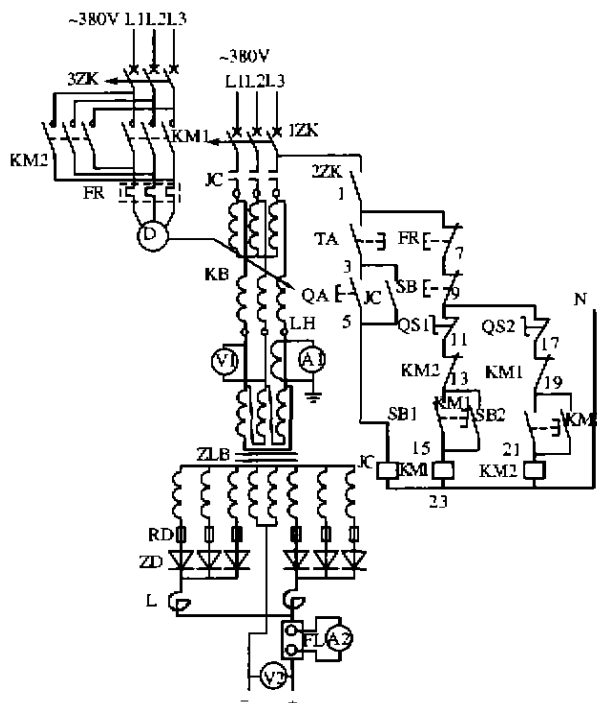 ~380V L1L2L3
~380V
L1L2L3
3ZK
1ZK
KM1
KM2
JC
2ZK
1
FR
TA
FR
7
D
3
KB
QA
JC
SB
9
N
5
LH
QS1
QS2
11
17
V1
A1
KM2
KM1
13
19
SB1
KM1
SB2
KM2
15
21
ZLB
JC
KM1
KM2
23
RD
ZD
L
FL
A2
V2
- +